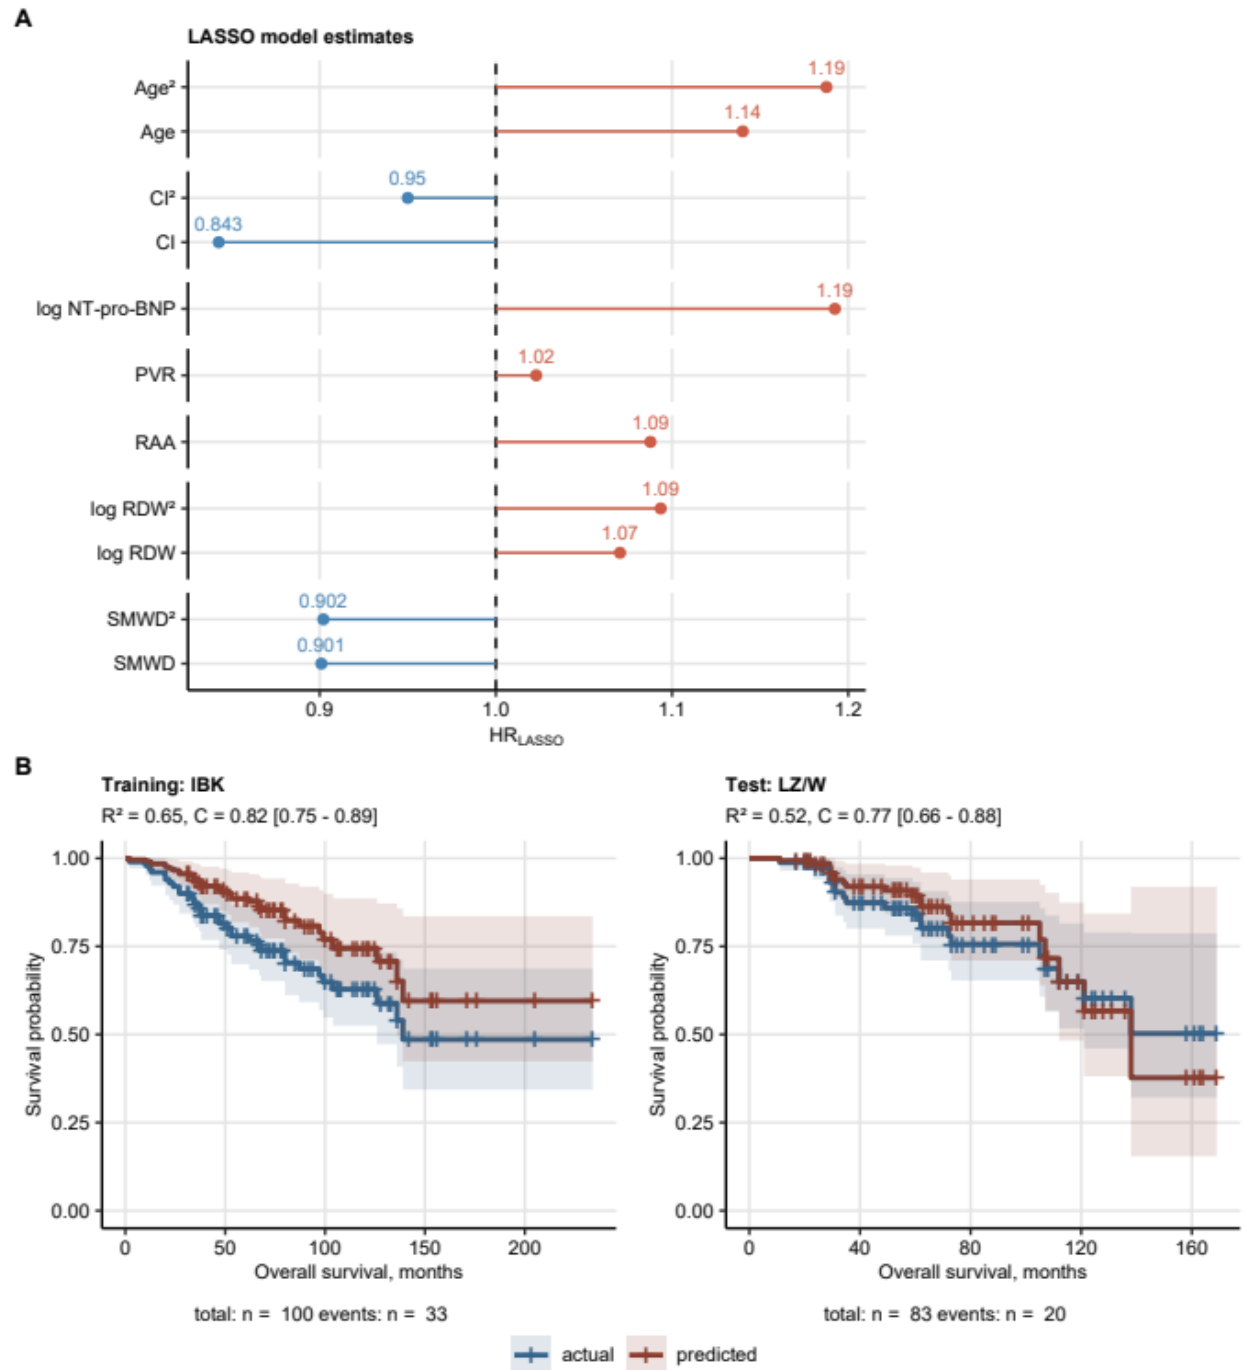 A
LASSO model estimates
Age²
1.19
Age
1.14
CI²
0.95
CI
0.843
log NT-pro-BNP
1.19
PVR
1.02
RAA
1.09
log RDW²
1.09
log RDW
1.07
SMWD²
0.902
SMWD
0.901
0.9 1.0 1.1 1.2
HR_LASSO
B
Training: IBK
R² = 0.65, C = 0.82 [0.75 - 0.89]
1.00
0.75
0.50
0.25
0.00
Survival probability
0 50 100 150 200
Overall survival, months
total: n = 100 events: n = 33
Test: LZ/W
R² = 0.52, C = 0.77 [0.66 - 0.88]
1.00
0.75
0.50
0.25
0.00
Survival probability
0 40 80 120 160
Overall survival, months
total: n = 83 events: n = 20
actual predicted